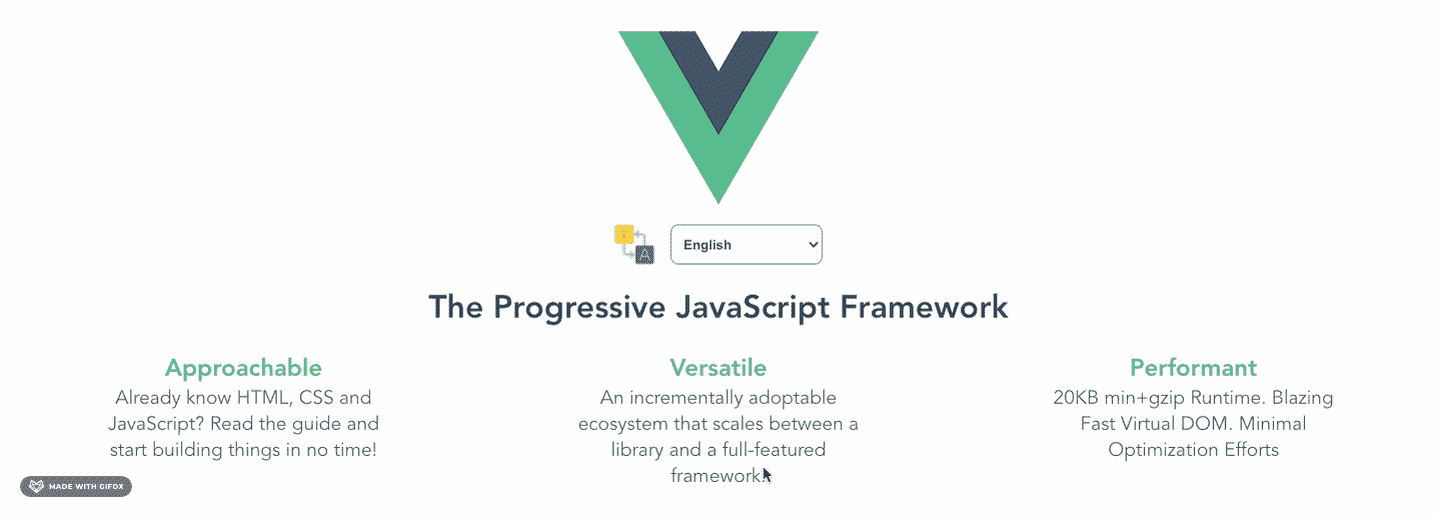 English
The Progressive JavaScript Framework
Approachable
Already know HTML, CSS and
JavaScript? Read the guide and
start building things in no time!
Versatile
An incrementally adoptable
ecosystem that scales between a
library and a full-featured
framework.
Performant
20KB min+gzip Runtime. Blazing
Fast Virtual DOM. Minimal
Optimization Efforts
MADE WITH GIFOX